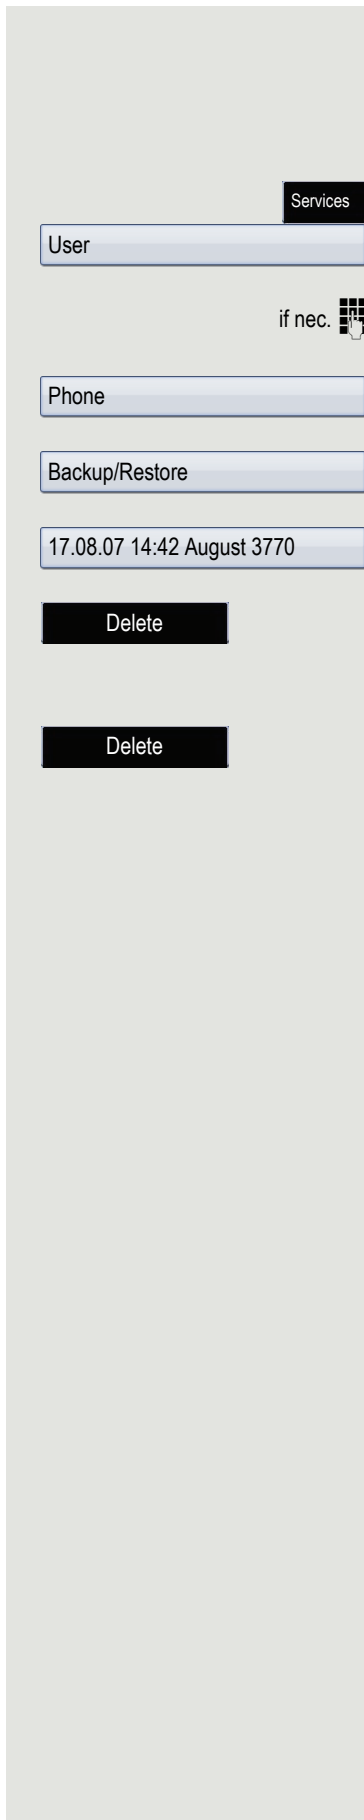 Services
User
if nec.
Phone
Backup/Restore
17.08.07 14:42 August 3770
Delete
Delete